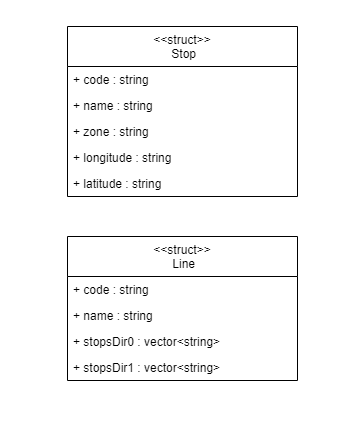 <<struct>>
Stop
+ code : string
+ name : string
+ zone : string
+ longitude : string
+ latitude : string
<<struct>>
Line
+ code : string
+ name : string
+ stopsDir0 : vector<string>
+ stopsDir1 : vector<string>